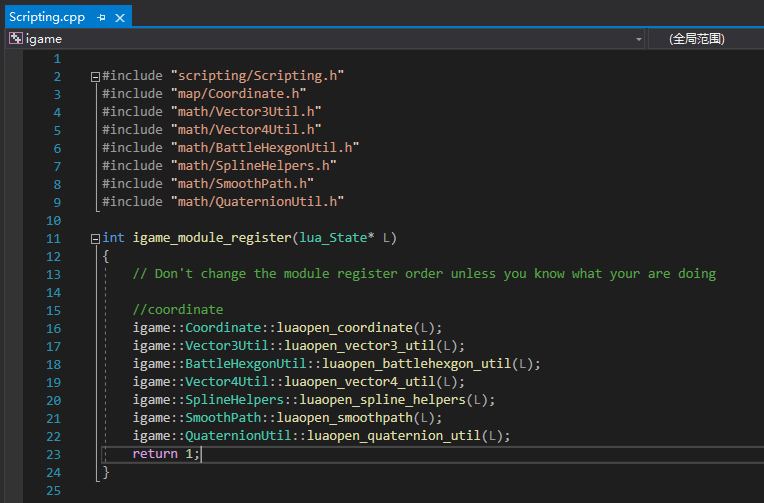 Scripting.cpp
igame (全局范围)
1
2 #include "scripting/Scripting.h"
3 #include "map/Coordinate.h"
4 #include "math/Vector3Util.h"
5 #include "math/Vector4Util.h"
6 #include "math/BattleHexgonUtil.h"
7 #include "math/SplineHelpers.h"
8 #include "math/SmoothPath.h"
9 #include "math/QuaternionUtil.h"
10
11 int igame_module_register(lua_State* L)
12 {
13 // Don't change the module register order unless you know what your are doing
14
15 //coordinate
16 igame::Coordinate::luaopen_coordinate(L);
17 igame::Vector3Util::luaopen_vector3_util(L);
18 igame::BattleHexgonUtil::luaopen_battlehexgon_util(L);
19 igame::Vector4Util::luaopen_vector4_util(L);
20 igame::SplineHelpers::luaopen_spline_helpers(L);
21 igame::SmoothPath::luaopen_smoothpath(L);
22 igame::QuaternionUtil::luaopen_quaternion_util(L);
23 return 1;
24 }
25